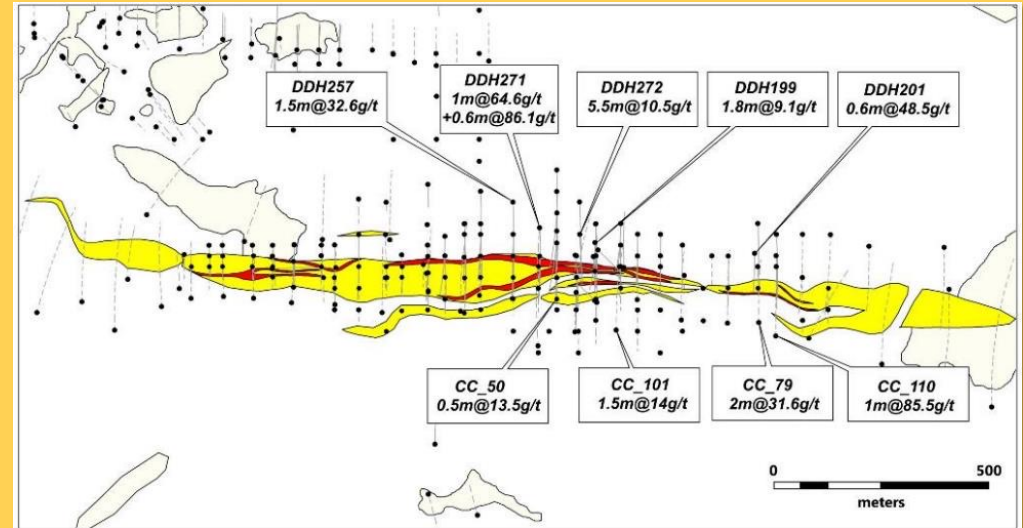 DDH257
1.5m@32.6g/t
DDH271
1m@64.6g/t
+0.6m@86.1g/t
DDH272
5.5m@10.5g/t
DDH199
1.8m@9.1g/t
DDH201
0.6m@48.5g/t
CC_50
0.5m@13.5g/t
CC_101
1.5m@14g/t
CC_79
2m@31.6g/t
CC_110
1m@85.5g/t
0 500
meters